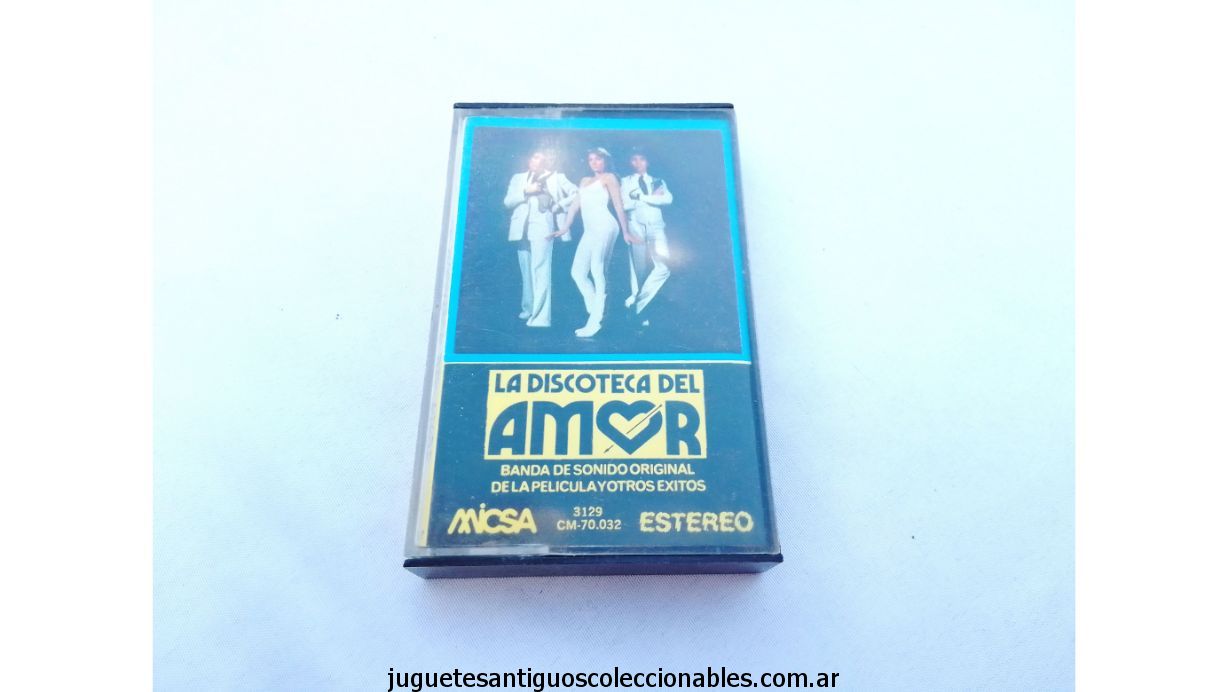 LA DISCOTECA DEL
AMOR
BANDA DE SONIDO ORIGINAL
DE LA PELICULA Y OTROS EXITOS
MICSA
3129
CM-70.032
ESTEREO
juguetesantiguoscoleccionables.com.ar